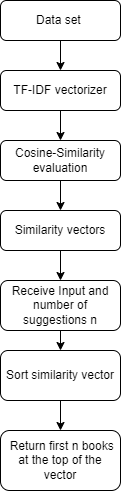 Data set
TF-IDF vectorizer
Cosine-Similarity
evaluation
Similarity vectors
Receive Input and
number of
suggestions n
Sort similarity vector
Return first n books
at the top of the
vector